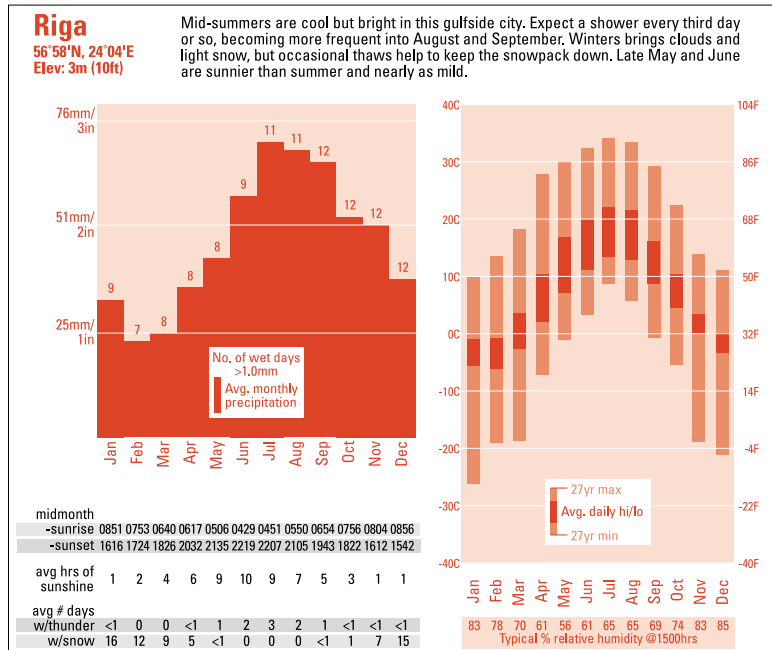 Riga
56°58'N, 24°04'E
Elev: 3m (10ft)
Mid-summers are cool but bright in this gulfside city. Expect a shower every third day
or so, becoming more frequent into August and September. Winters brings clouds and
light snow, but occasional thaws help to keep the snowpack down. Late May and June
are sunnier than summer and nearly as mild.
76mm/
3in
51mm/
2in
25mm/
1in
9
7
8
8
8
9
11
11
12
12
12
12
No. of wet days
>1.0mm
Avg. monthly
precipitation
Jan Feb Mar Apr May Jun Jul Aug Sep Oct Nov Dec
40C 104F
30C 86F
20C 68F
10C 50F
0C 32F
-10C 14F
-20C -4F
-30C -22F
-40C -40F
27yr max
Avg. daily hi/lo
27yr min
Jan Feb Mar Apr May Jun Jul Aug Sep Oct Nov Dec
83 78 70 61 56 61 65 65 69 74 83 85
Typical % relative humidity @1500hrs
midmonth
-sunrise 0851 0753 0640 0617 0506 0429 0451 0550 0654 0756 0804 0856
-sunset 1616 1724 1826 2032 2135 2219 2207 2105 1943 1822 1612 1542
avg hrs of
sunshine 1 2 4 6 9 10 9 7 5 3 1 1
avg # days
w/thunder <1 0 0 <1 1 2 3 2 1 <1 <1 <1
w/snow 16 12 9 5 <1 0 0 0 <1 1 7 15